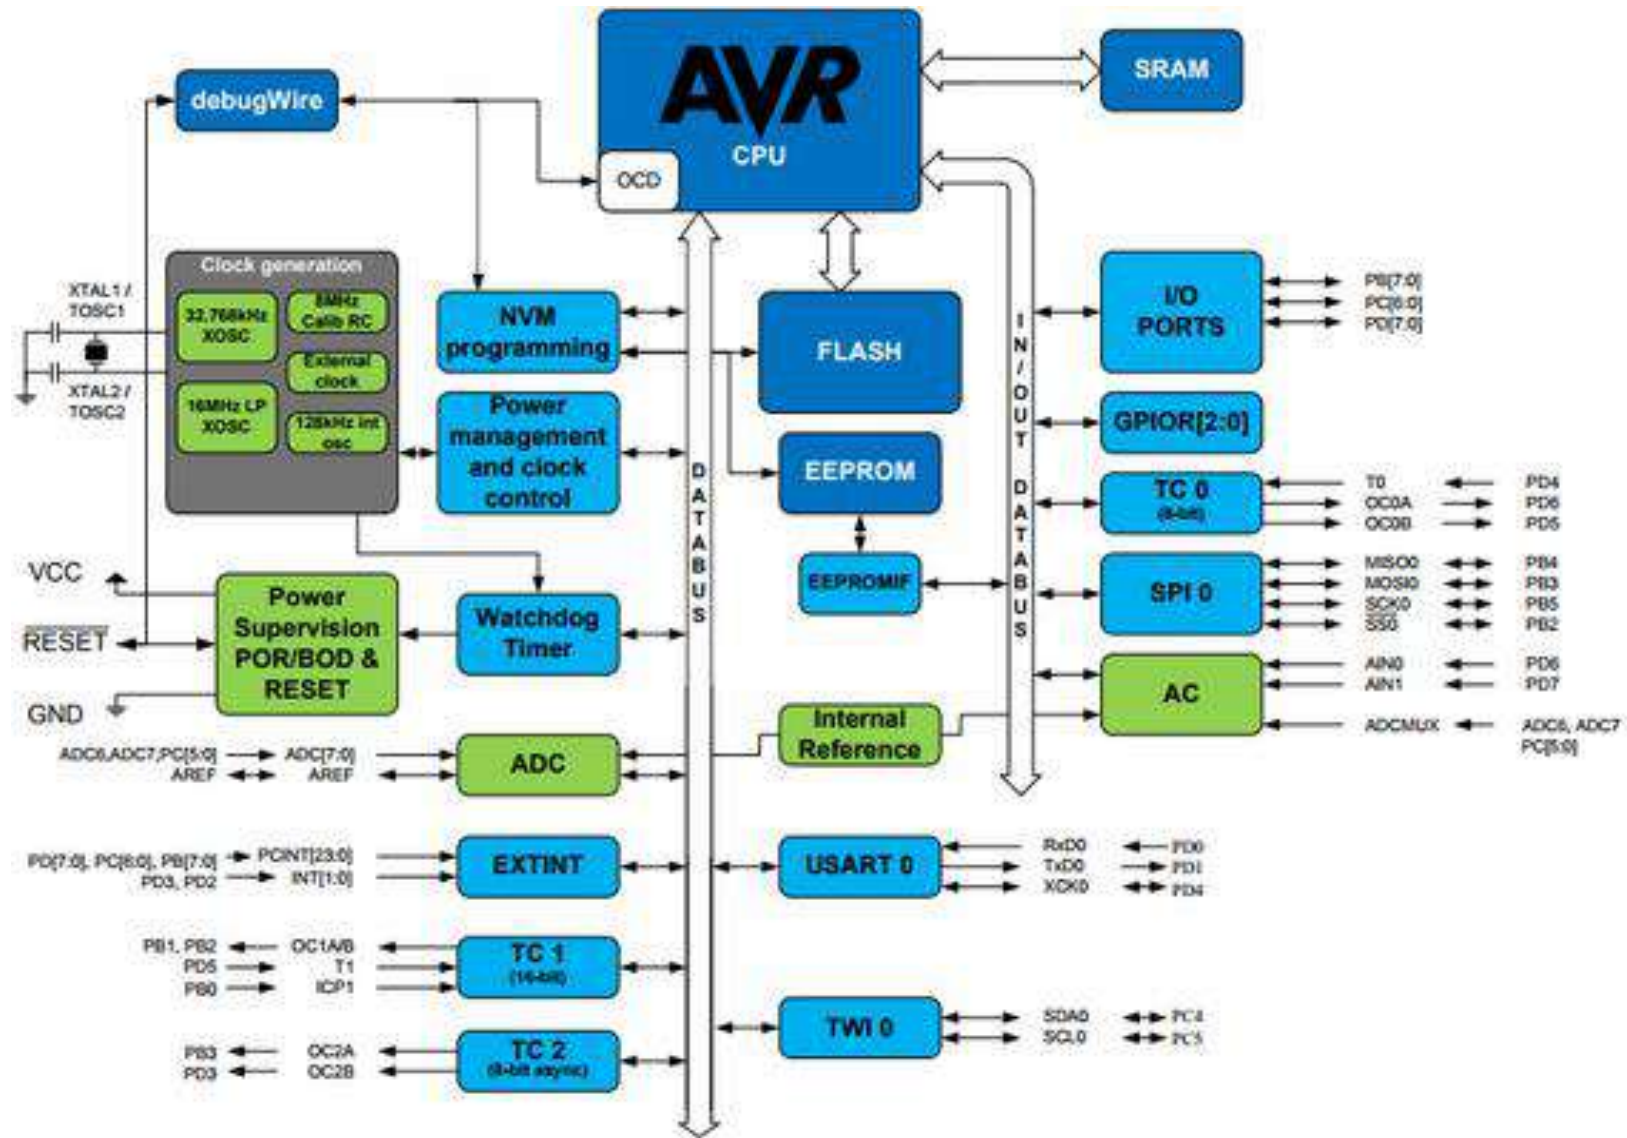 AVR
CPU
OCD
SRAM
debugWire
Clock generation
XTAL1 /
TOSC1
XTAL2 /
TOSC2
32.768kHz
XOSC
8MHz
Calib RC
External
clock
16MHz LP
XOSC
128kHz int
osc
NVM
programming
Power
management
and clock
control
FLASH
EEPROM
EEPROMIF
DATABUS
IN/OUT DATABUS
I/O
PORTS
PB[7:0]
PC[6:0]
PD[7:0]
GPIOR[2:0]
TC 0
(8-bit)
T0 PD4
OC0A PD6
OC0B PD5
SPI 0
MISO0 PB4
MOSI0 PB3
SCK0 PB5
SS0 PB2
AC
AIN0 PD6
AIN1 PD7
ADCMUX ADC6, ADC7
PC[5:0]
VCC
RESET
GND
Power
Supervision
POR/BOD &
RESET
Watchdog
Timer
Internal
Reference
ADC6,ADC7,PC[5:0] ADC[7:0]
AREF AREF
ADC
PD[7:0], PC[6:0], PB[7:0] PCINT[23:0]
PD3, PD2 INT[1:0]
EXTINT
USART 0
RxD0 PD0
TxD0 PD1
XCK0 PD4
PB1, PB2 OC1A/B
PD5 T1
PB0 ICP1
TC 1
(16-bit)
TWI 0
SDA0 PC4
SCL0 PC5
PB3 OC2A
PD3 OC2B
TC 2
(8-bit async)